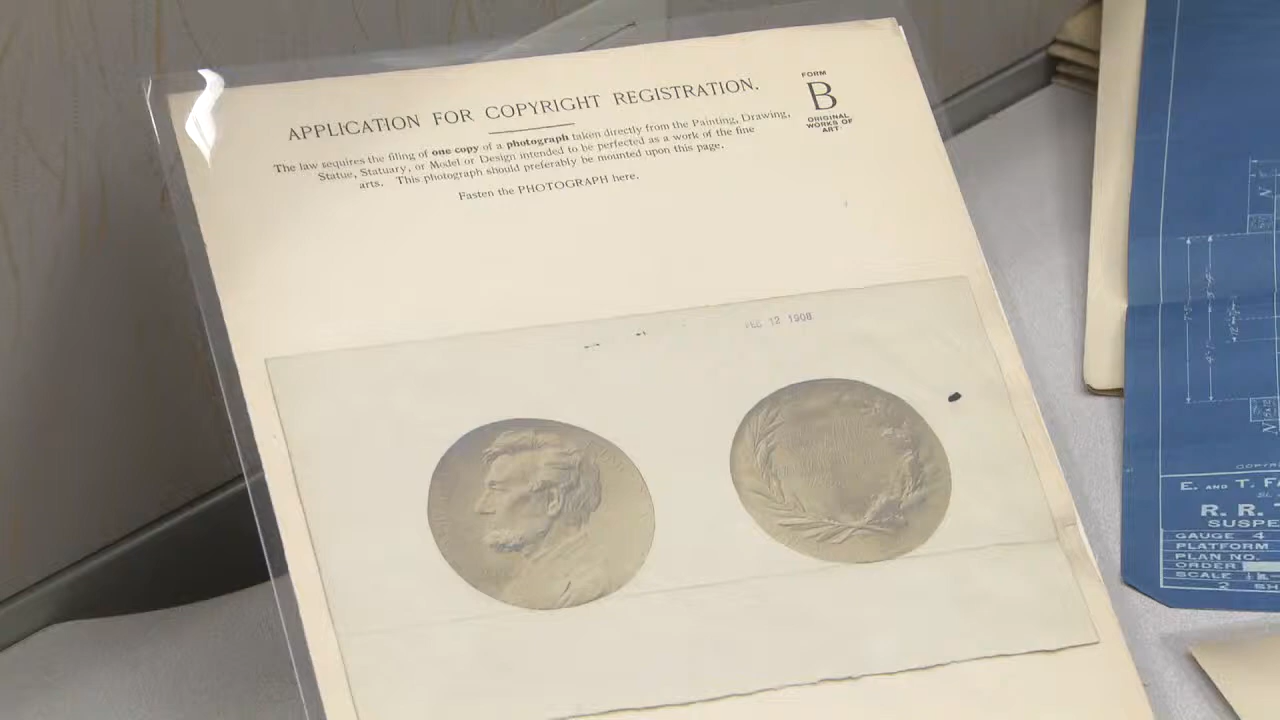 APPLICATION FOR COPYRIGHT REGISTRATION.
FORM
B
ORIGINAL
WORKS OF
ART
The law requires the filing of one copy of a photograph taken directly from the Painting, Drawing,
Statue, Statuary, or Model or Design intended to be perfected as a work of the fine
arts. This photograph should preferably be mounted upon this page.
Fasten the PHOTOGRAPH here.
FEB 12 1908
E. AND T. FA
R. R.
SUSPE
GAUGE 4
PLATFORM
PLAN NO.
ORDER
SCALE
2 SH